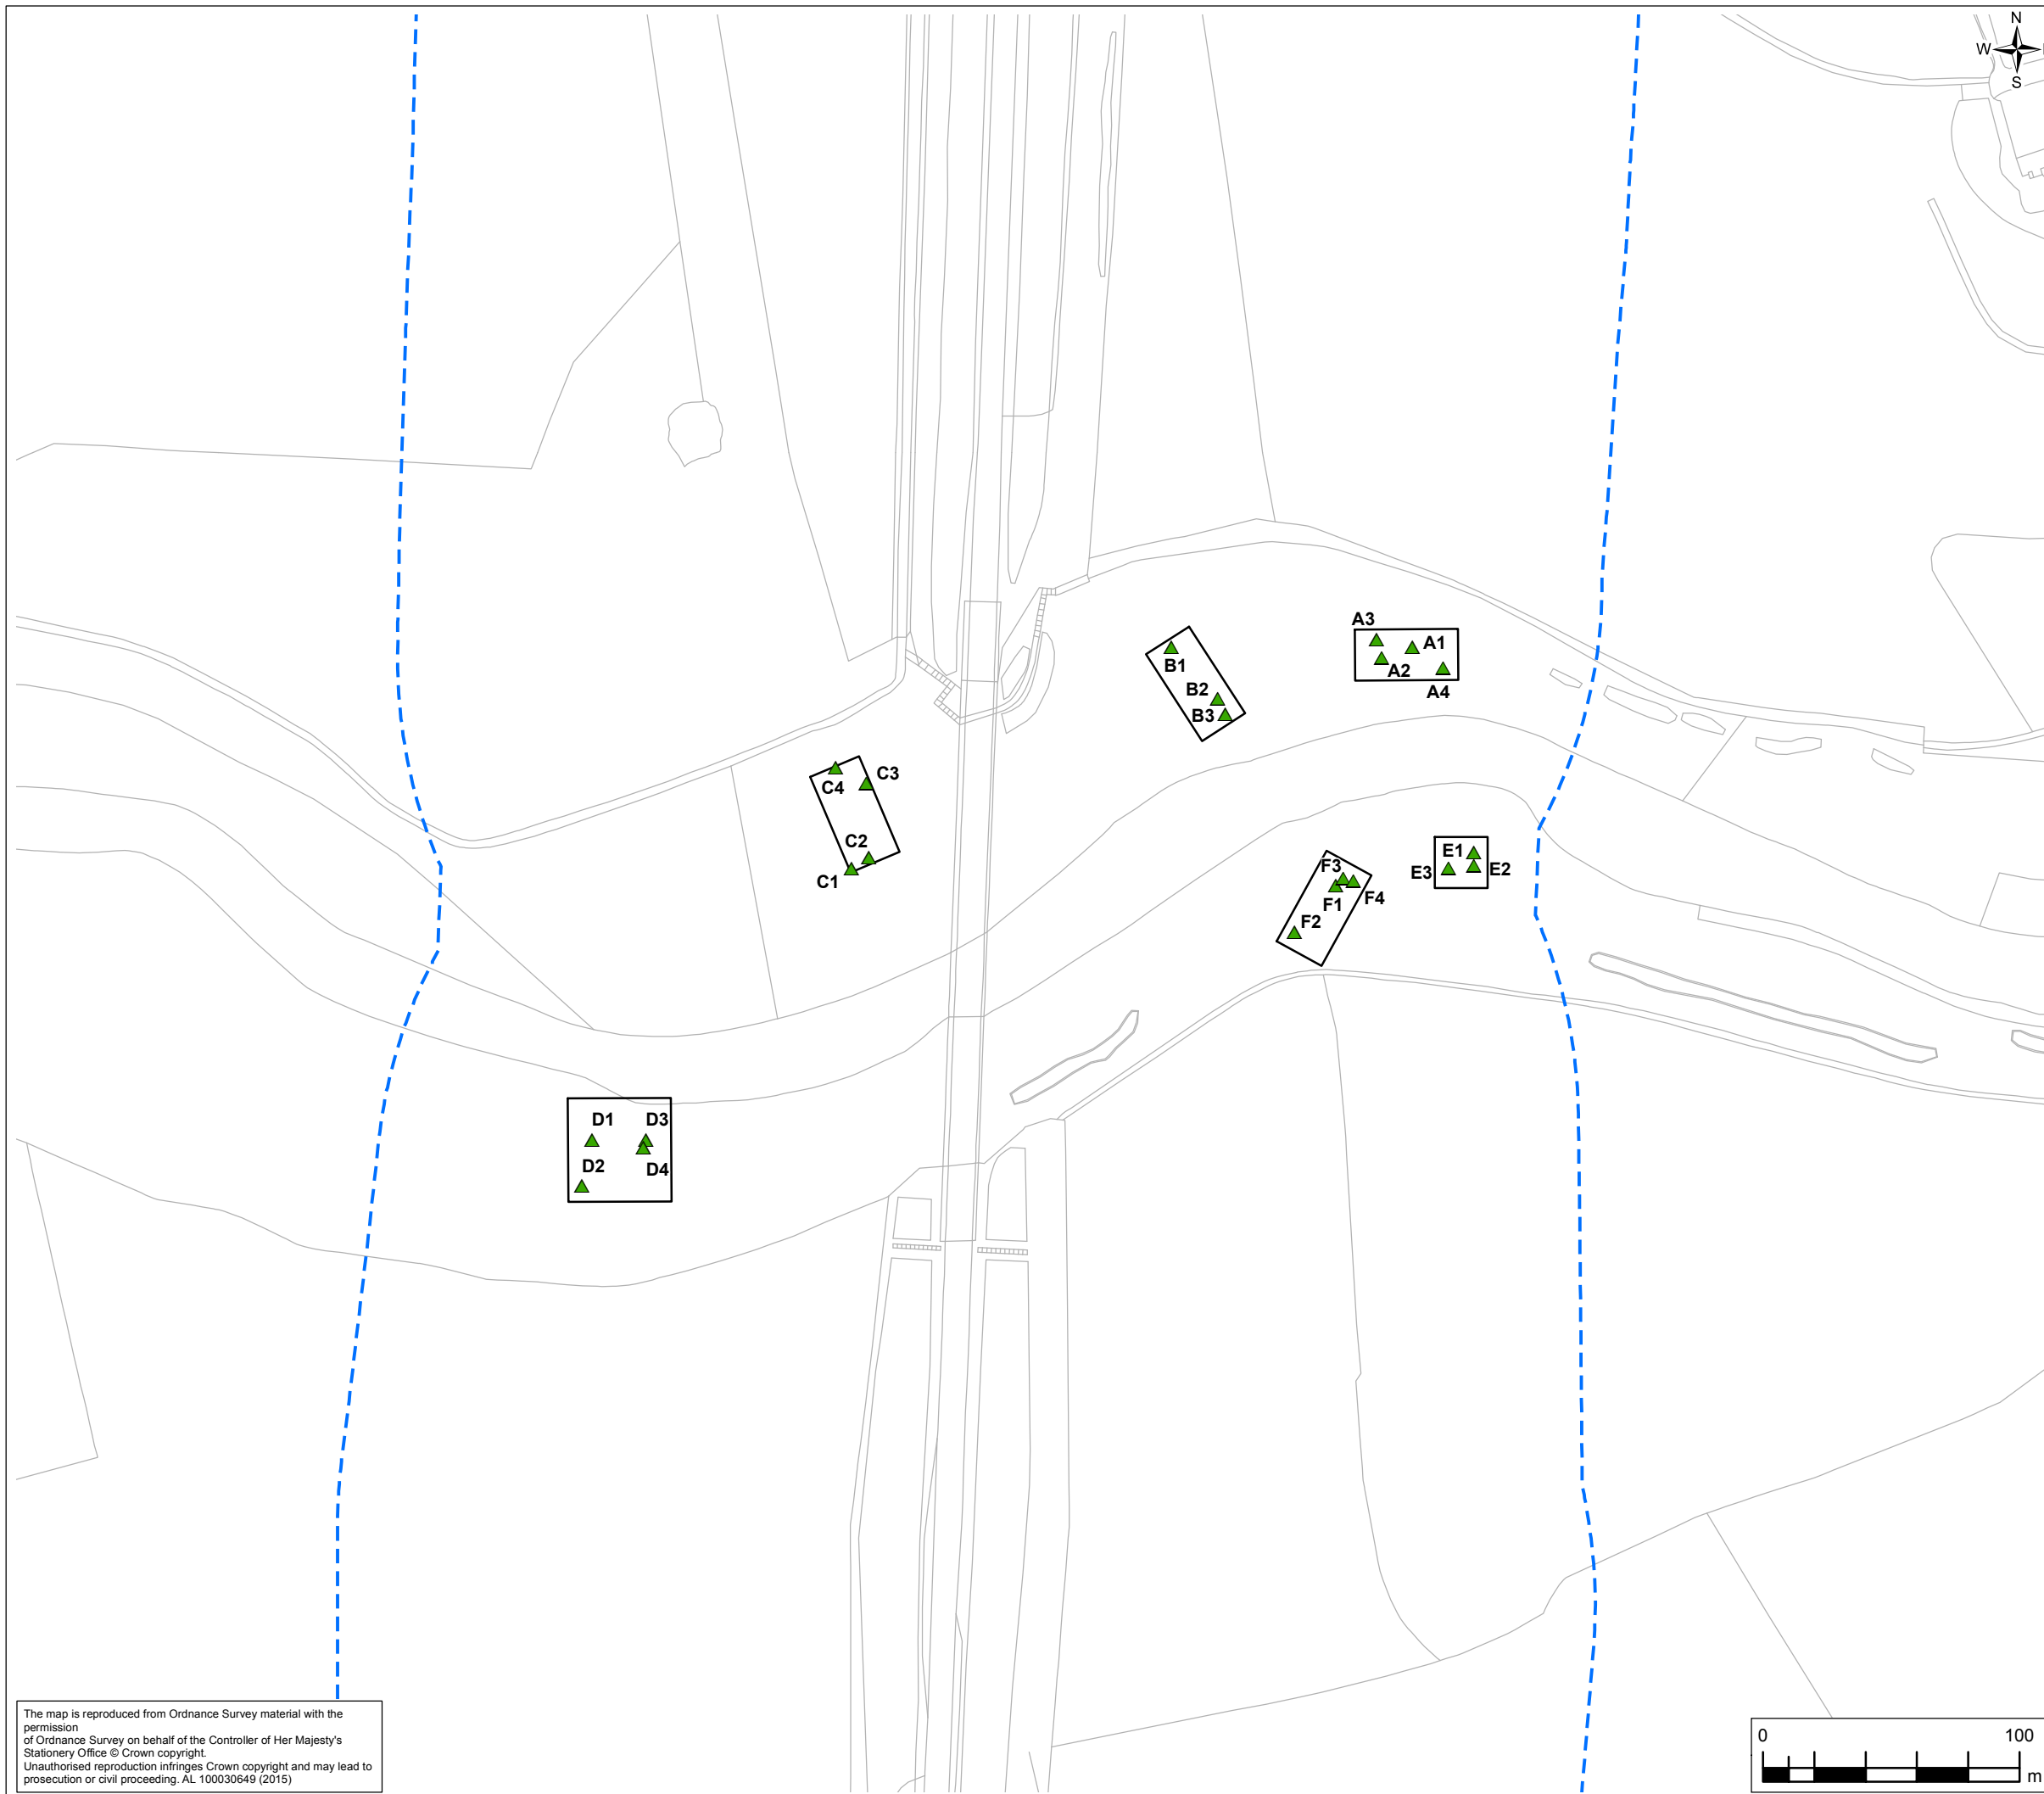 N
W
S
A3
A1
A2
A4
B1
B2
B3
C3
C4
C2
C1
E1
E3
E2
F3
F4
F1
F2
D1
D3
D2
D4
The map is reproduced from Ordnance Survey material with the
permission
of Ordnance Survey on behalf of the Controller of Her Majesty's
Stationery Office © Crown copyright.
Unauthorised reproduction infringes Crown copyright and may lead to
prosecution or civil proceeding. AL 100030649 (2015)
0 100
m